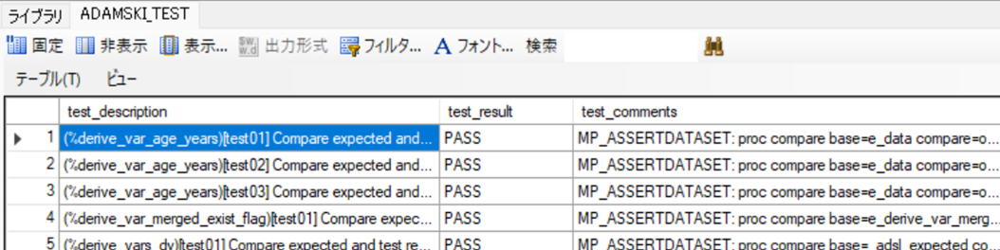 ライブラリ ADAMSKI_TEST
固定 非表示 表示... 出力形式 フィルタ... A フォント... 検索
テーブル(T) ビュー
test_description test_result test_comments
1 (%derive_var_age_years)[test01] Compare expected and... PASS MP_ASSERTDATASET: proc compare base=e_data compare=o...
2 (%derive_var_age_years)[test02] Compare expected and... PASS MP_ASSERTDATASET: proc compare base=e_data compare=o...
3 (%derive_var_age_years)[test03] Compare expected and... PASS MP_ASSERTDATASET: proc compare base=e_data compare=o...
4 (%derive_var_merged_exist_flag)[test01] Compare expec... PASS MP_ASSERTDATASET: proc compare base=e_derive_var_merg...
5 (%derive_vars_dy)[test01] Compare expected and test re... PASS MP_ASSERTDATASET: proc compare base=_adsl_expected co...